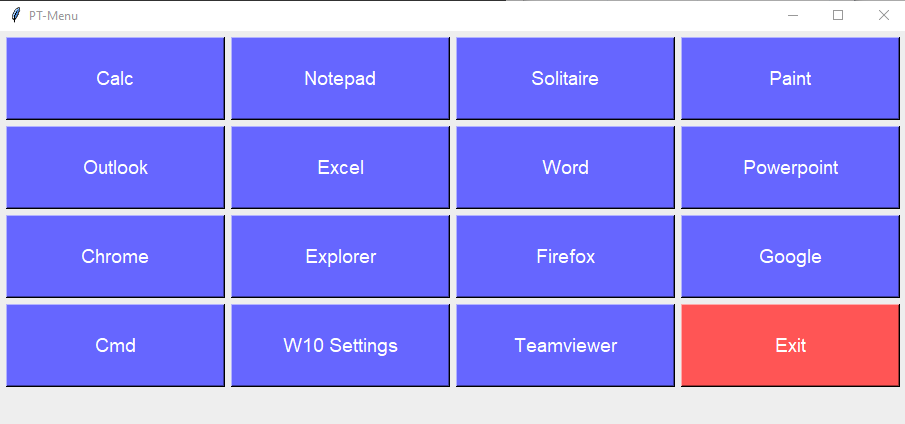 PT-Menu
Calc Notepad Solitaire Paint
Outlook Excel Word Powerpoint
Chrome Explorer Firefox Google
Cmd W10 Settings Teamviewer Exit